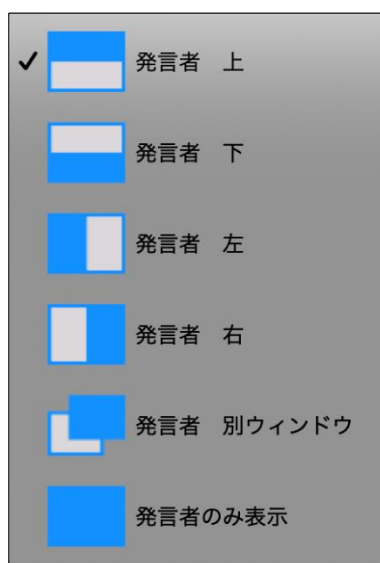 発言者　上
発言者　下
発言者　左
発言者　右
発言者　別ウィンドウ
発言者のみ表示